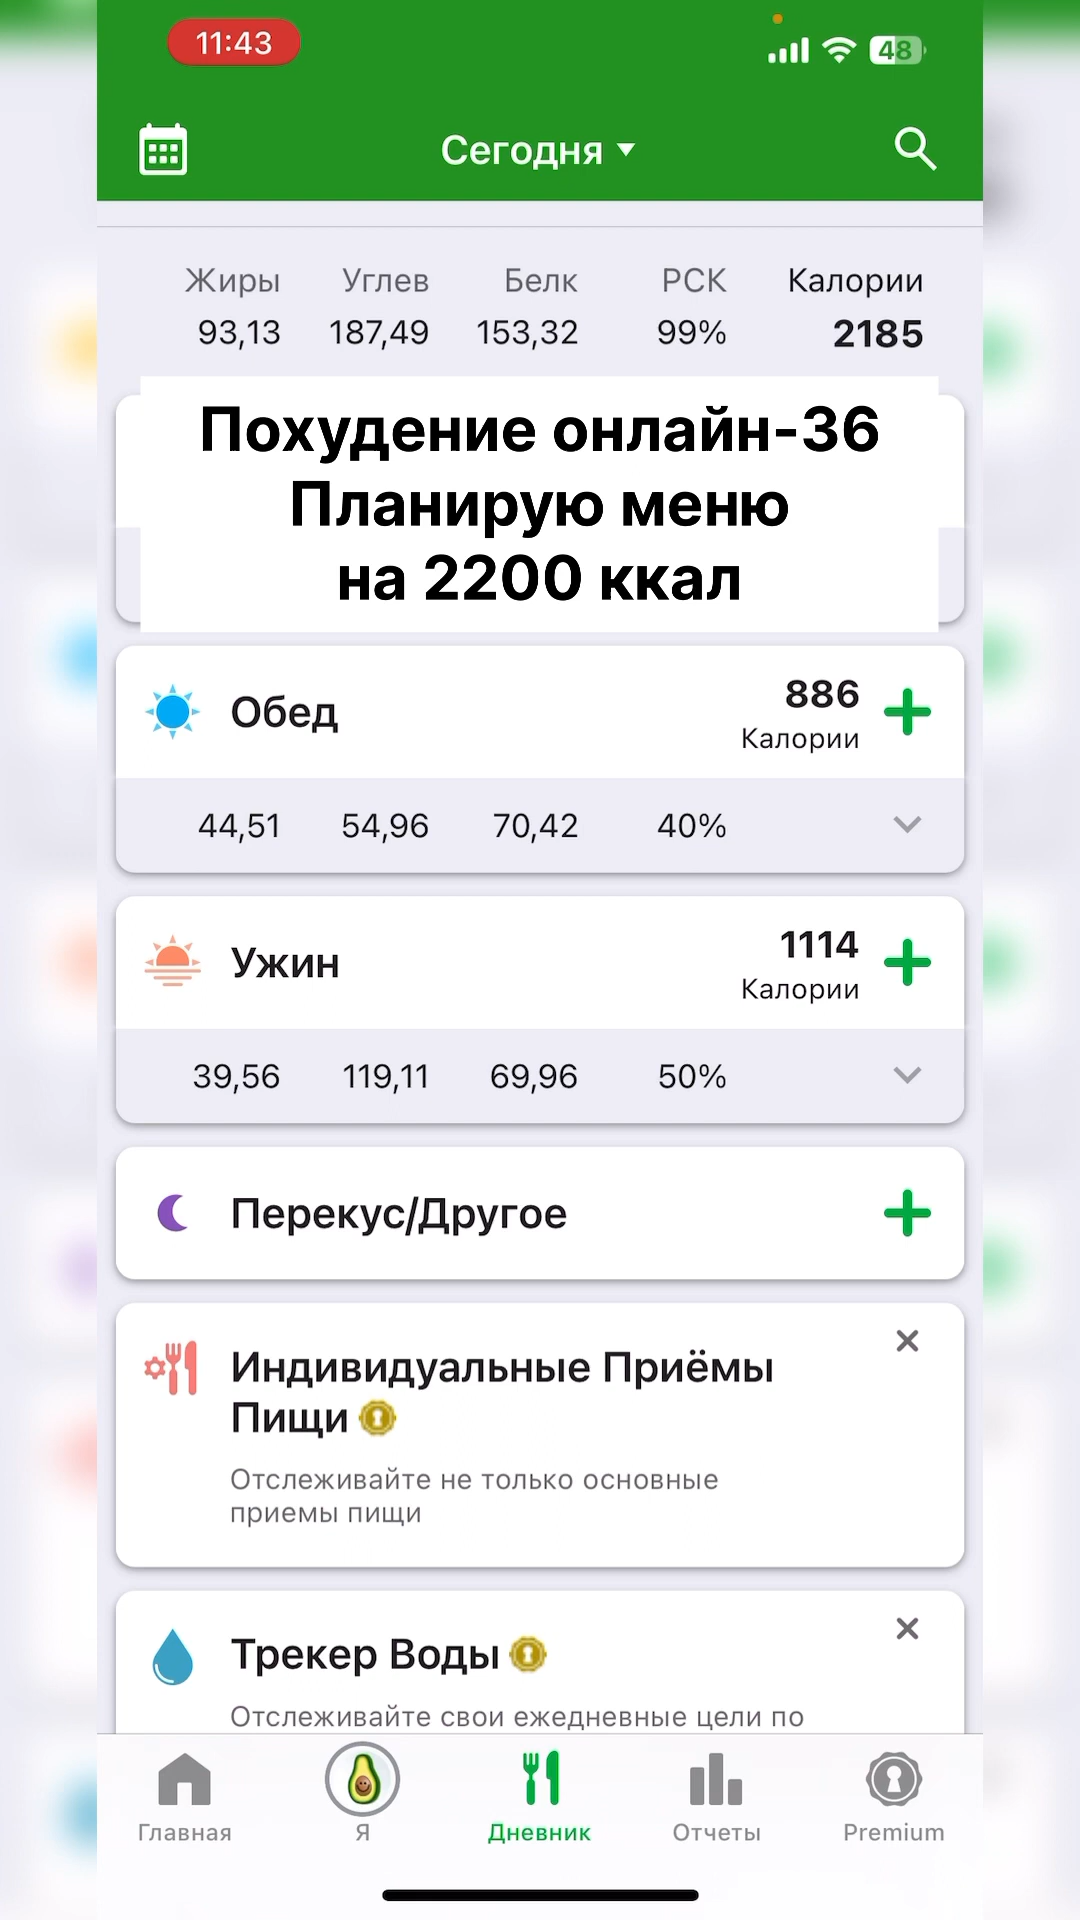 11:43
48
Сегодня
Жиры Углев Белк РСК Калории
93,13 187,49 153,32 99% 2185
Похудение онлайн-36
Планирую меню
на 2200 ккал
Обед
886
Калории
44,51 54,96 70,42 40%
Ужин
1114
Калории
39,56 119,11 69,96 50%
Перекус/Другое
Индивидуальные Приёмы
Пищи
Отслеживайте не только основные
приемы пищи
Трекер Воды
Отслеживайте свои ежедневные цели по
Главная Я Дневник Отчеты Premium